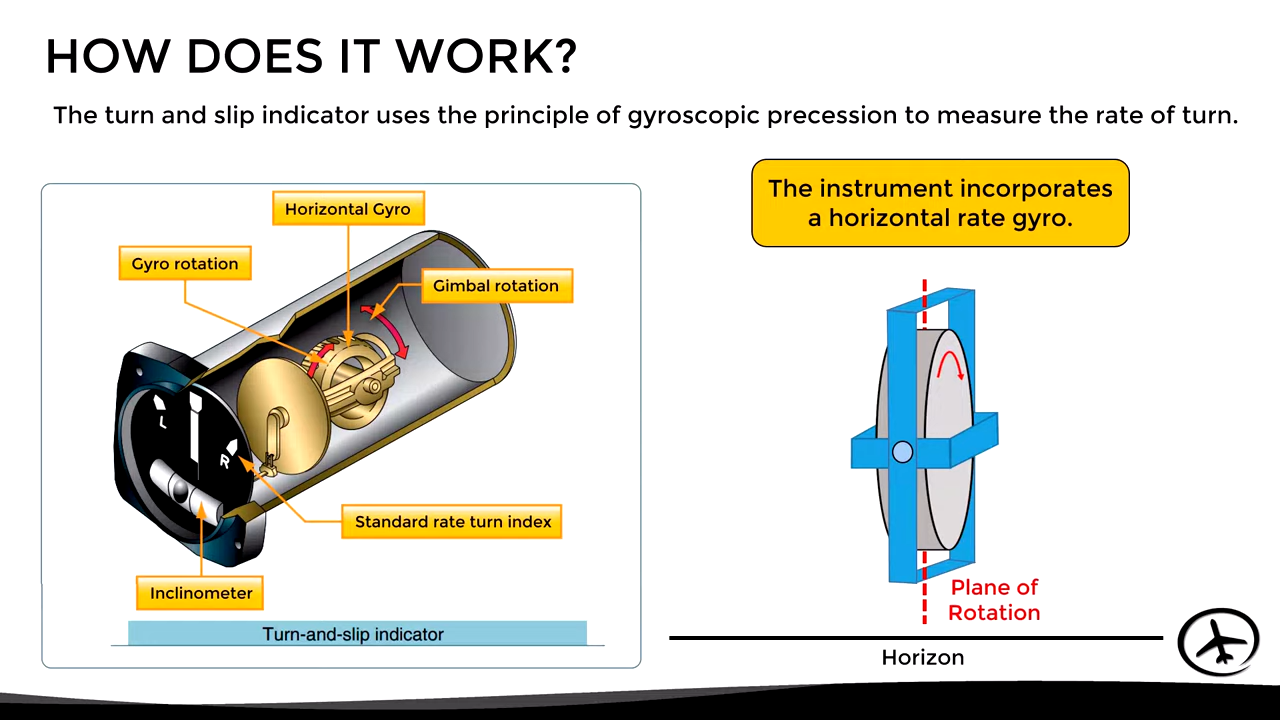 HOW DOES IT WORK?
The turn and slip indicator uses the principle of gyroscopic precession to measure the rate of turn.
The instrument incorporates
a horizontal rate gyro.
Horizontal Gyro
Gyro rotation
Gimbal rotation
L
R
Standard rate turn index
Inclinometer
Turn-and-slip indicator
Plane of
Rotation
Horizon